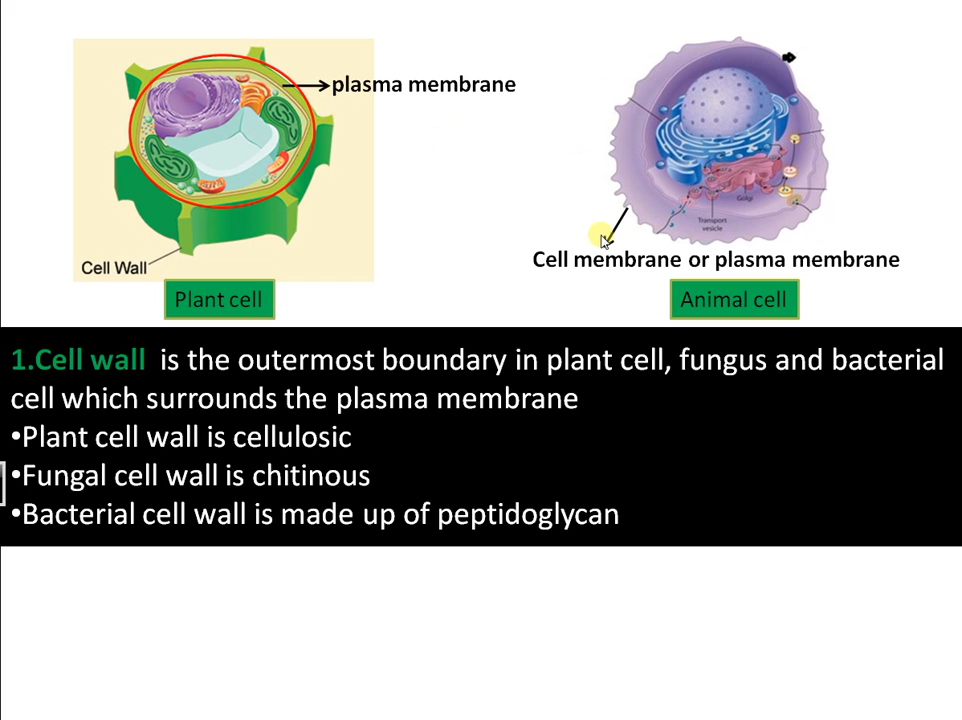 plasma membrane
Cell Wall
Plant cell
Golgi
Transport
vesicle
Cell membrane or plasma membrane
Animal cell
1.Cell wall is the outermost boundary in plant cell, fungus and bacterial
cell which surrounds the plasma membrane
•Plant cell wall is cellulosic
•Fungal cell wall is chitinous
•Bacterial cell wall is made up of peptidoglycan